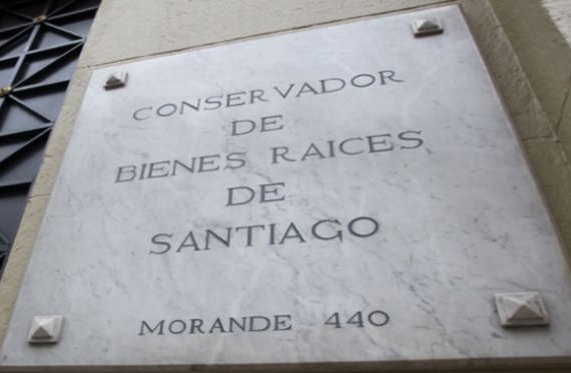 CONSERVADOR
DE
BIENES RAICES
DE
SANTIAGO
MORANDE 440